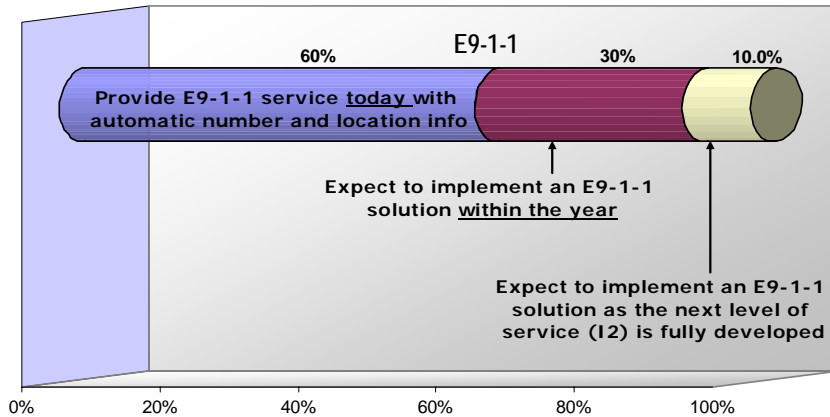 E9-1-1
60% 30% 10.0%
Provide E9-1-1 service today with
automatic number and location info
Expect to implement an E9-1-1
solution within the year
Expect to implement an E9-1-1
solution as the next level of
service (I2) is fully developed
0% 20% 40% 60% 80% 100%